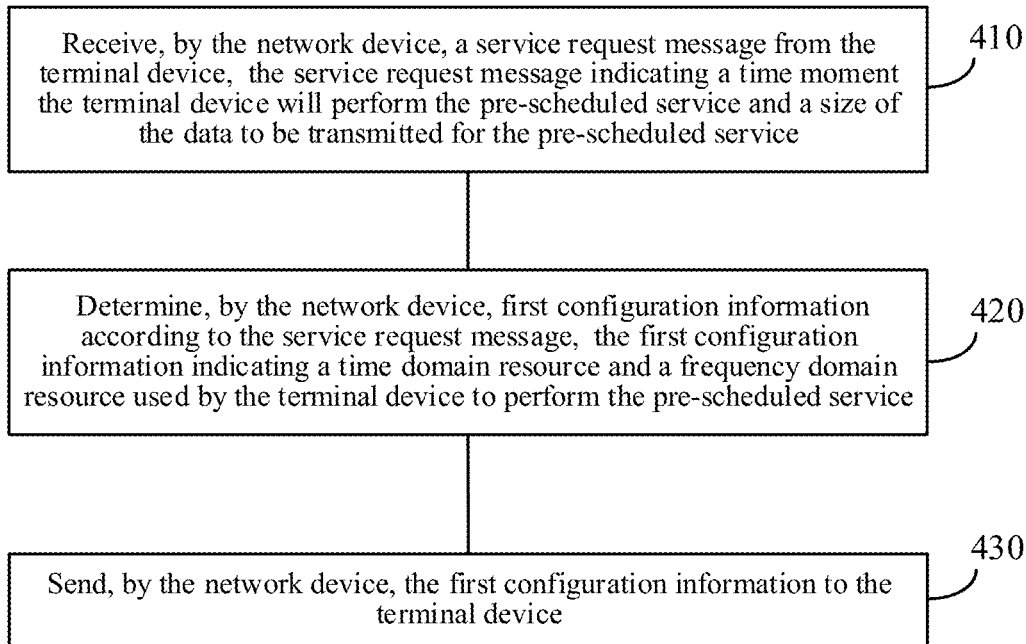 Receive, by the network device, a service request message from the
terminal device, the service request message indicating a time moment
the terminal device will perform the pre-scheduled service and a size of
the data to be transmitted for the pre-scheduled service
410
Determine, by the network device, first configuration information
according to the service request message, the first configuration
information indicating a time domain resource and a frequency domain
resource used by the terminal device to perform the pre-scheduled service
420
Send, by the network device, the first configuration information to the
terminal device
430